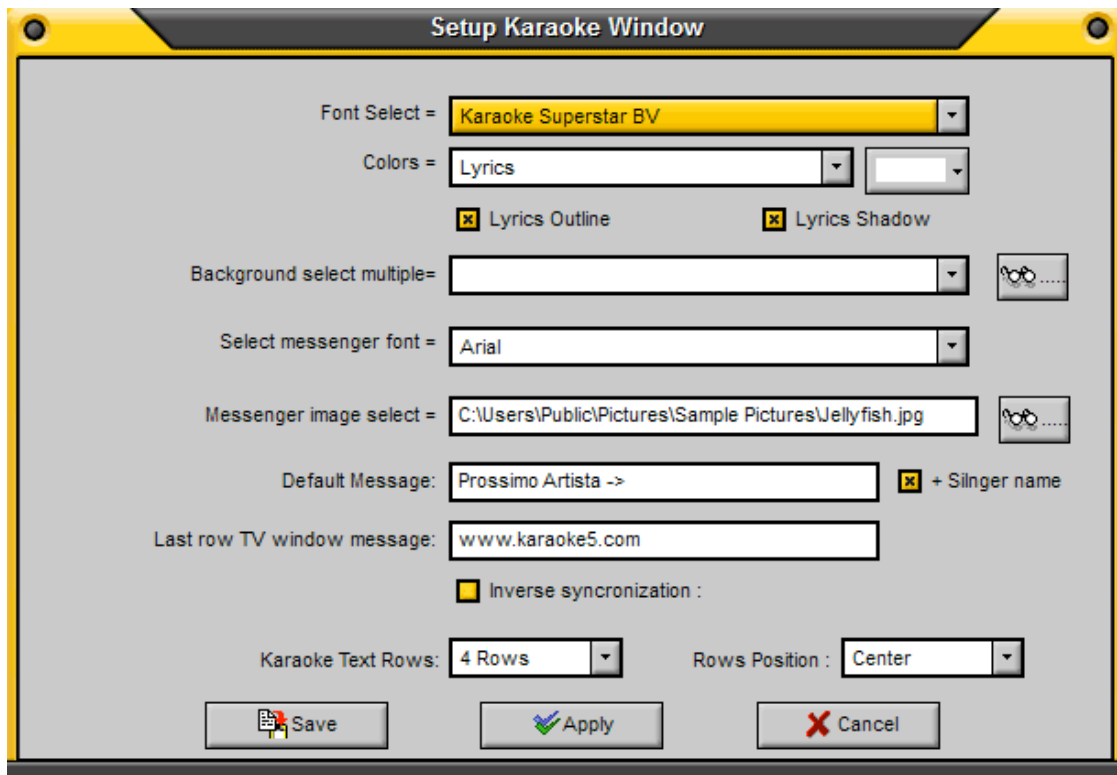 Setup Karaoke Window
Font Select = Karaoke Superstar BV
Colors = Lyrics
Lyrics Outline Lyrics Shadow
Background select multiple=
Select messenger font = Arial
Messenger image select = C:\Users\Public\Pictures\Sample Pictures\Jellyfish.jpg
Default Message: Prossimo Artista -> + Silnger name
Last row TV window message: www.karaoke5.com
Inverse syncronization :
Karaoke Text Rows: 4 Rows Rows Position : Center
Save Apply Cancel